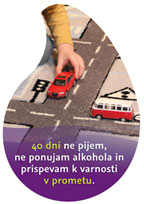 40 dni ne pijem,
ne ponujam alkohola in
prispevam k varnosti
v prometu.